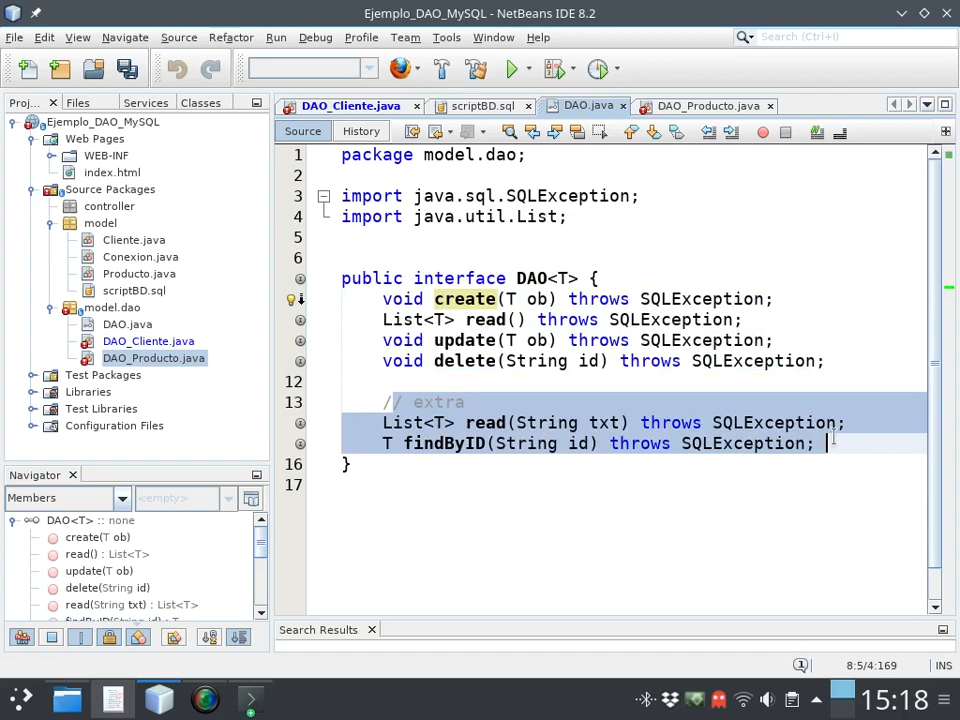 Ejemplo_DAO_MySQL - NetBeans IDE 8.2
File Edit View Navigate Source Refactor Run Debug Profile Team Tools Window Help
Search (Ctrl+I)
Proj... Files Services Classes
DAO_Cliente.java scriptBD.sql DAO.java DAO_Producto.java
Ejemplo_DAO_MySQL
Web Pages
WEB-INF
index.html
Source Packages
controller
model
Cliente.java
Conexion.java
Producto.java
scriptBD.sql
model.dao
DAO.java
DAO_Cliente.java
DAO_Producto.java
Test Packages
Libraries
Test Libraries
Configuration Files
Navigator
Members
<empty>
DAO<T> :: none
create(T ob)
read() : List<T>
update(T ob)
delete(String id)
read(String txt) : List<T>
findByID(String id) : T
Source History
1 package model.dao;
2
3 import java.sql.SQLException;
4 import java.util.List;
5
6
public interface DAO<T> {
void create(T ob) throws SQLException;
List<T> read() throws SQLException;
void update(T ob) throws SQLException;
void delete(String id) throws SQLException;
12
13 // extra
List<T> read(String txt) throws SQLException;
T findByID(String id) throws SQLException;
16 }
17
Search Results
1
8:5/4:169
INS
15:18